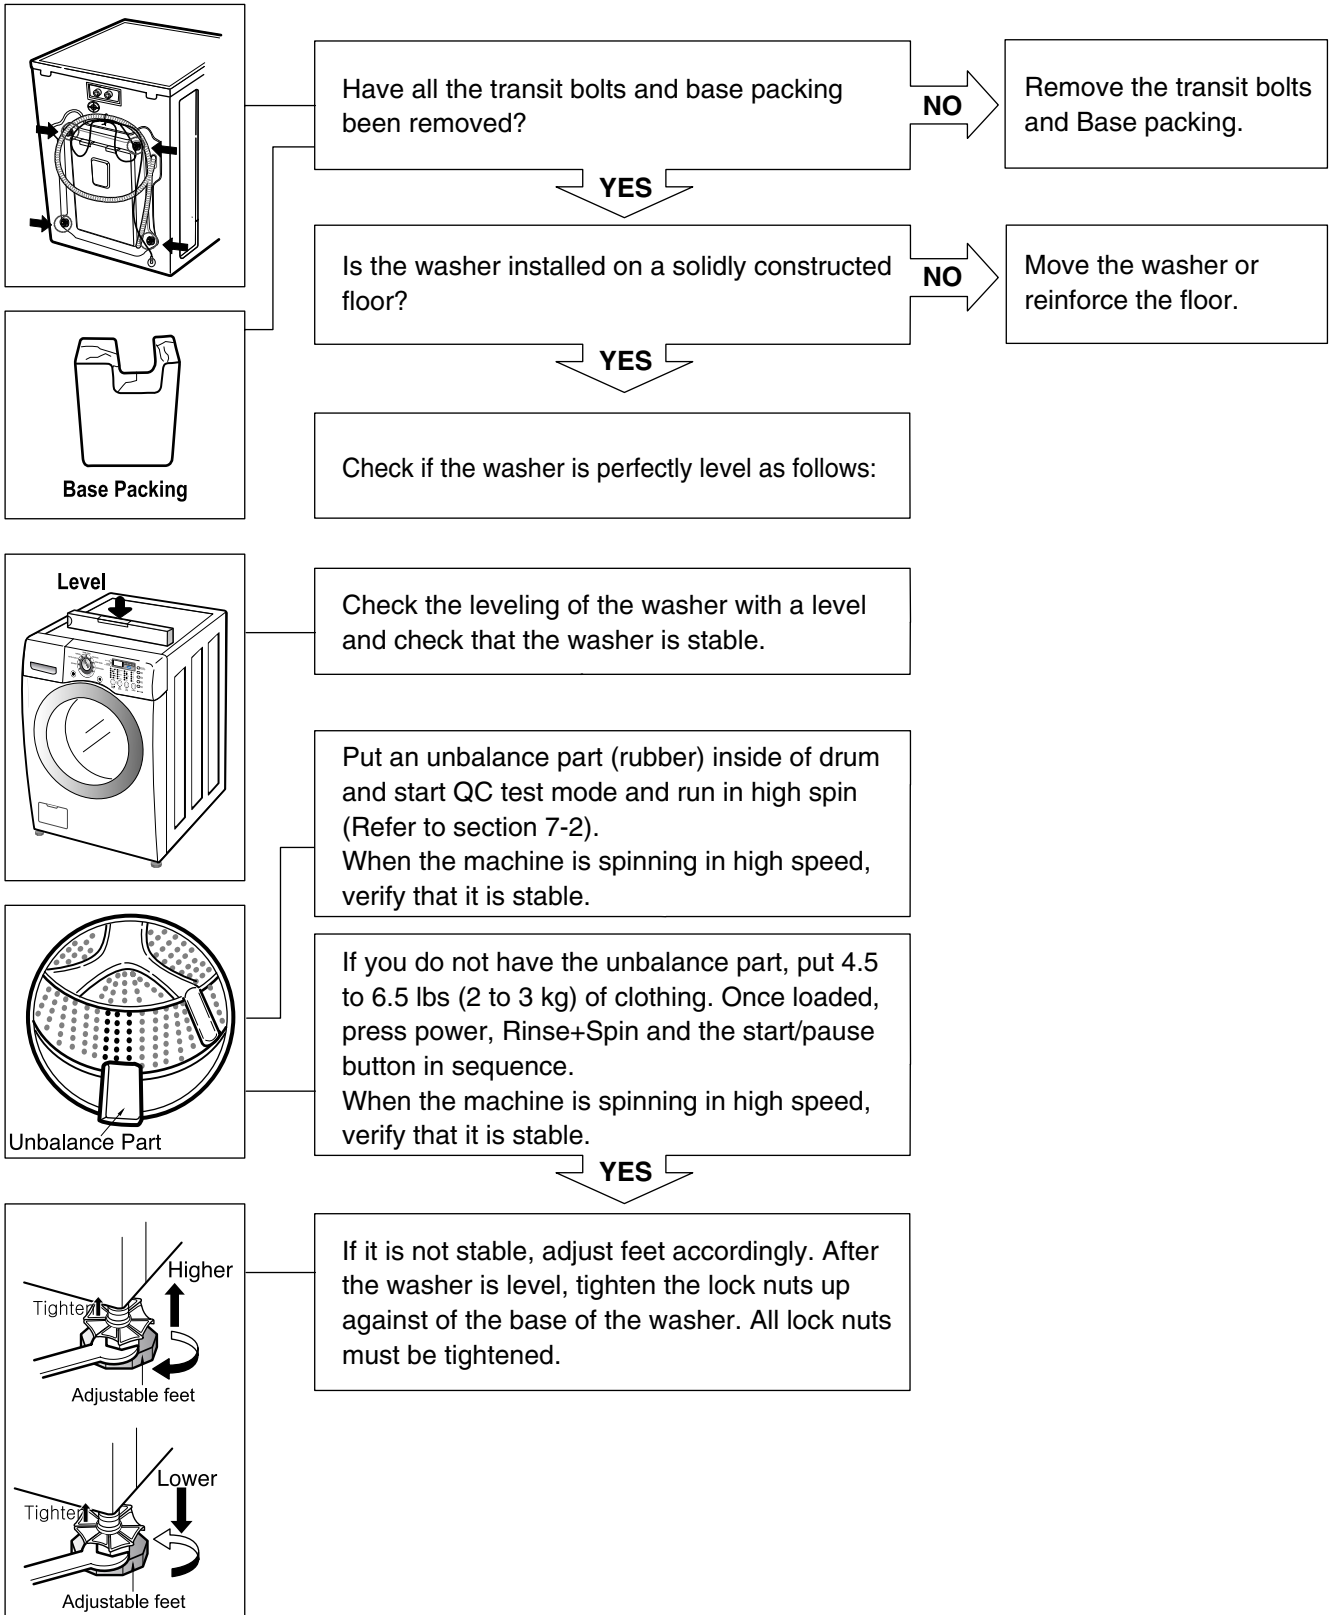 Have all the transit bolts and base packing
been removed?
NO
Remove the transit bolts
and Base packing.
YES
Is the washer installed on a solidly constructed
floor?
NO
Move the washer or
reinforce the floor.
YES
Base Packing
Check if the washer is perfectly level as follows:
Level
Check the leveling of the washer with a level
and check that the washer is stable.
Put an unbalance part (rubber) inside of drum
and start QC test mode and run in high spin
(Refer to section 7-2).
When the machine is spinning in high speed,
verify that it is stable.
Unbalance Part
If you do not have the unbalance part, put 4.5
to 6.5 lbs (2 to 3 kg) of clothing. Once loaded,
press power, Rinse+Spin and the start/pause
button in sequence.
When the machine is spinning in high speed,
verify that it is stable.
YES
Higher
Tighten
Adjustable feet
If it is not stable, adjust feet accordingly. After
the washer is level, tighten the lock nuts up
against of the base of the washer. All lock nuts
must be tightened.
Lower
Tighten
Adjustable feet